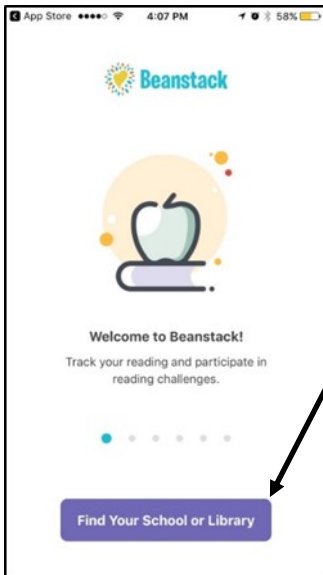 App Store 4:07 PM 58%
Beanstack
Welcome to Beanstack!
Track your reading and participate in
reading challenges.
Find Your School or Library